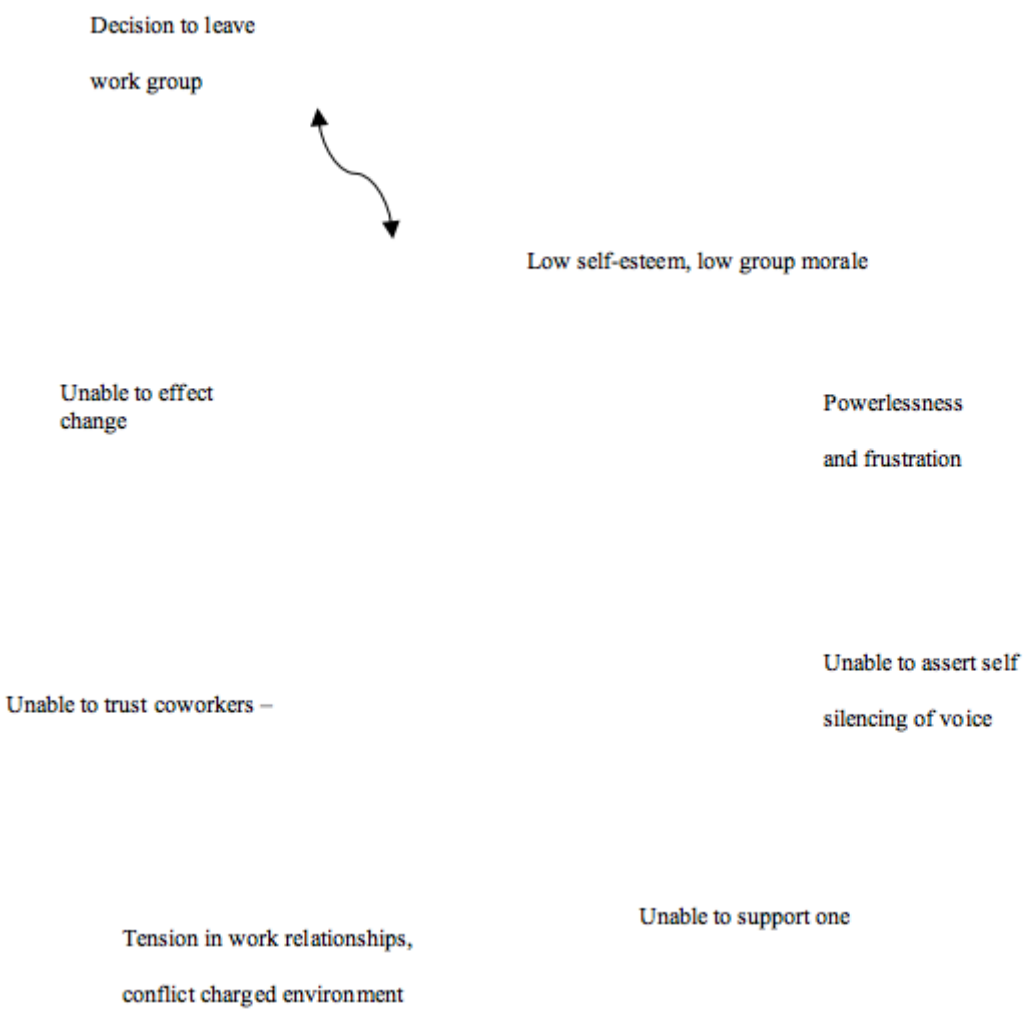 Decision to leave
work group
Low self-esteem, low group morale
Unable to effect
change
Powerlessness
and frustration
Unable to assert self
silencing of voice
Unable to trust coworkers –
Unable to support one
Tension in work relationships,
conflict charged environment